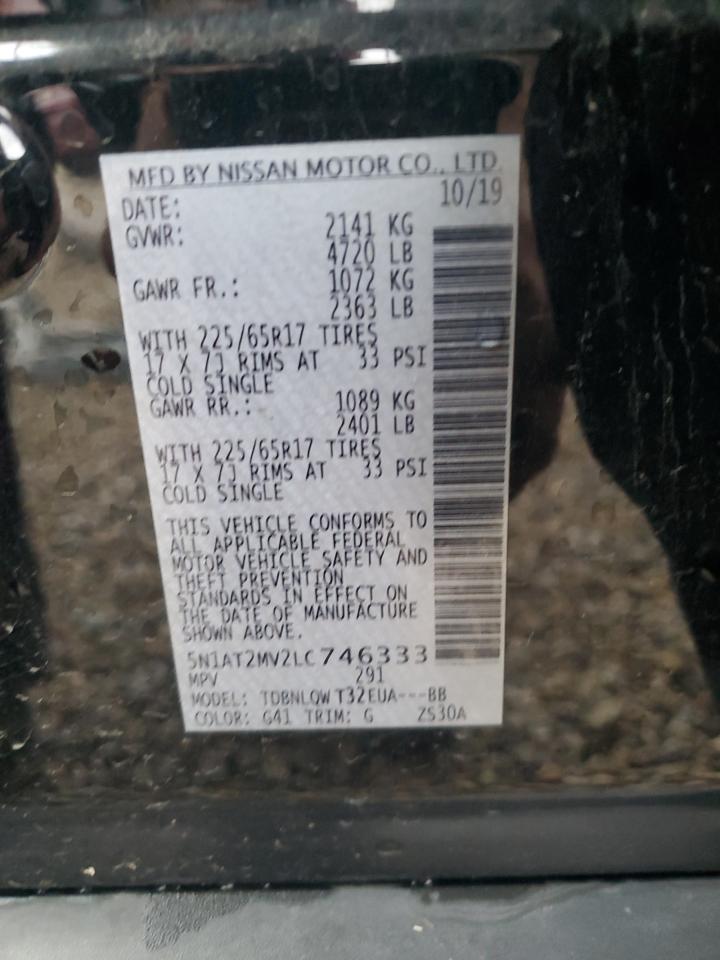 MFD BY NISSAN MOTOR CO., LTD.
DATE: 10/19
GVWR: 2141 KG
4720 LB
GAWR FR.: 1072 KG
2363 LB
WITH 225/65R17 TIRES
17 X 7J RIMS AT 33 PSI
COLD SINGLE
GAWR RR.: 1089 KG
2401 LB
WITH 225/65R17 TIRES
17 X 7J RIMS AT 33 PSI
COLD SINGLE
THIS VEHICLE CONFORMS TO
ALL APPLICABLE FEDERAL
MOTOR VEHICLE SAFETY AND
THEFT PREVENTION
STANDARDS IN EFFECT ON
THE DATE OF MANUFACTURE
SHOWN ABOVE.
5N1AT2MV2LC746333
MPV 291
MODEL: TDBNLQWT32EUA---BB
COLOR: G41 TRIM: G ZS30A